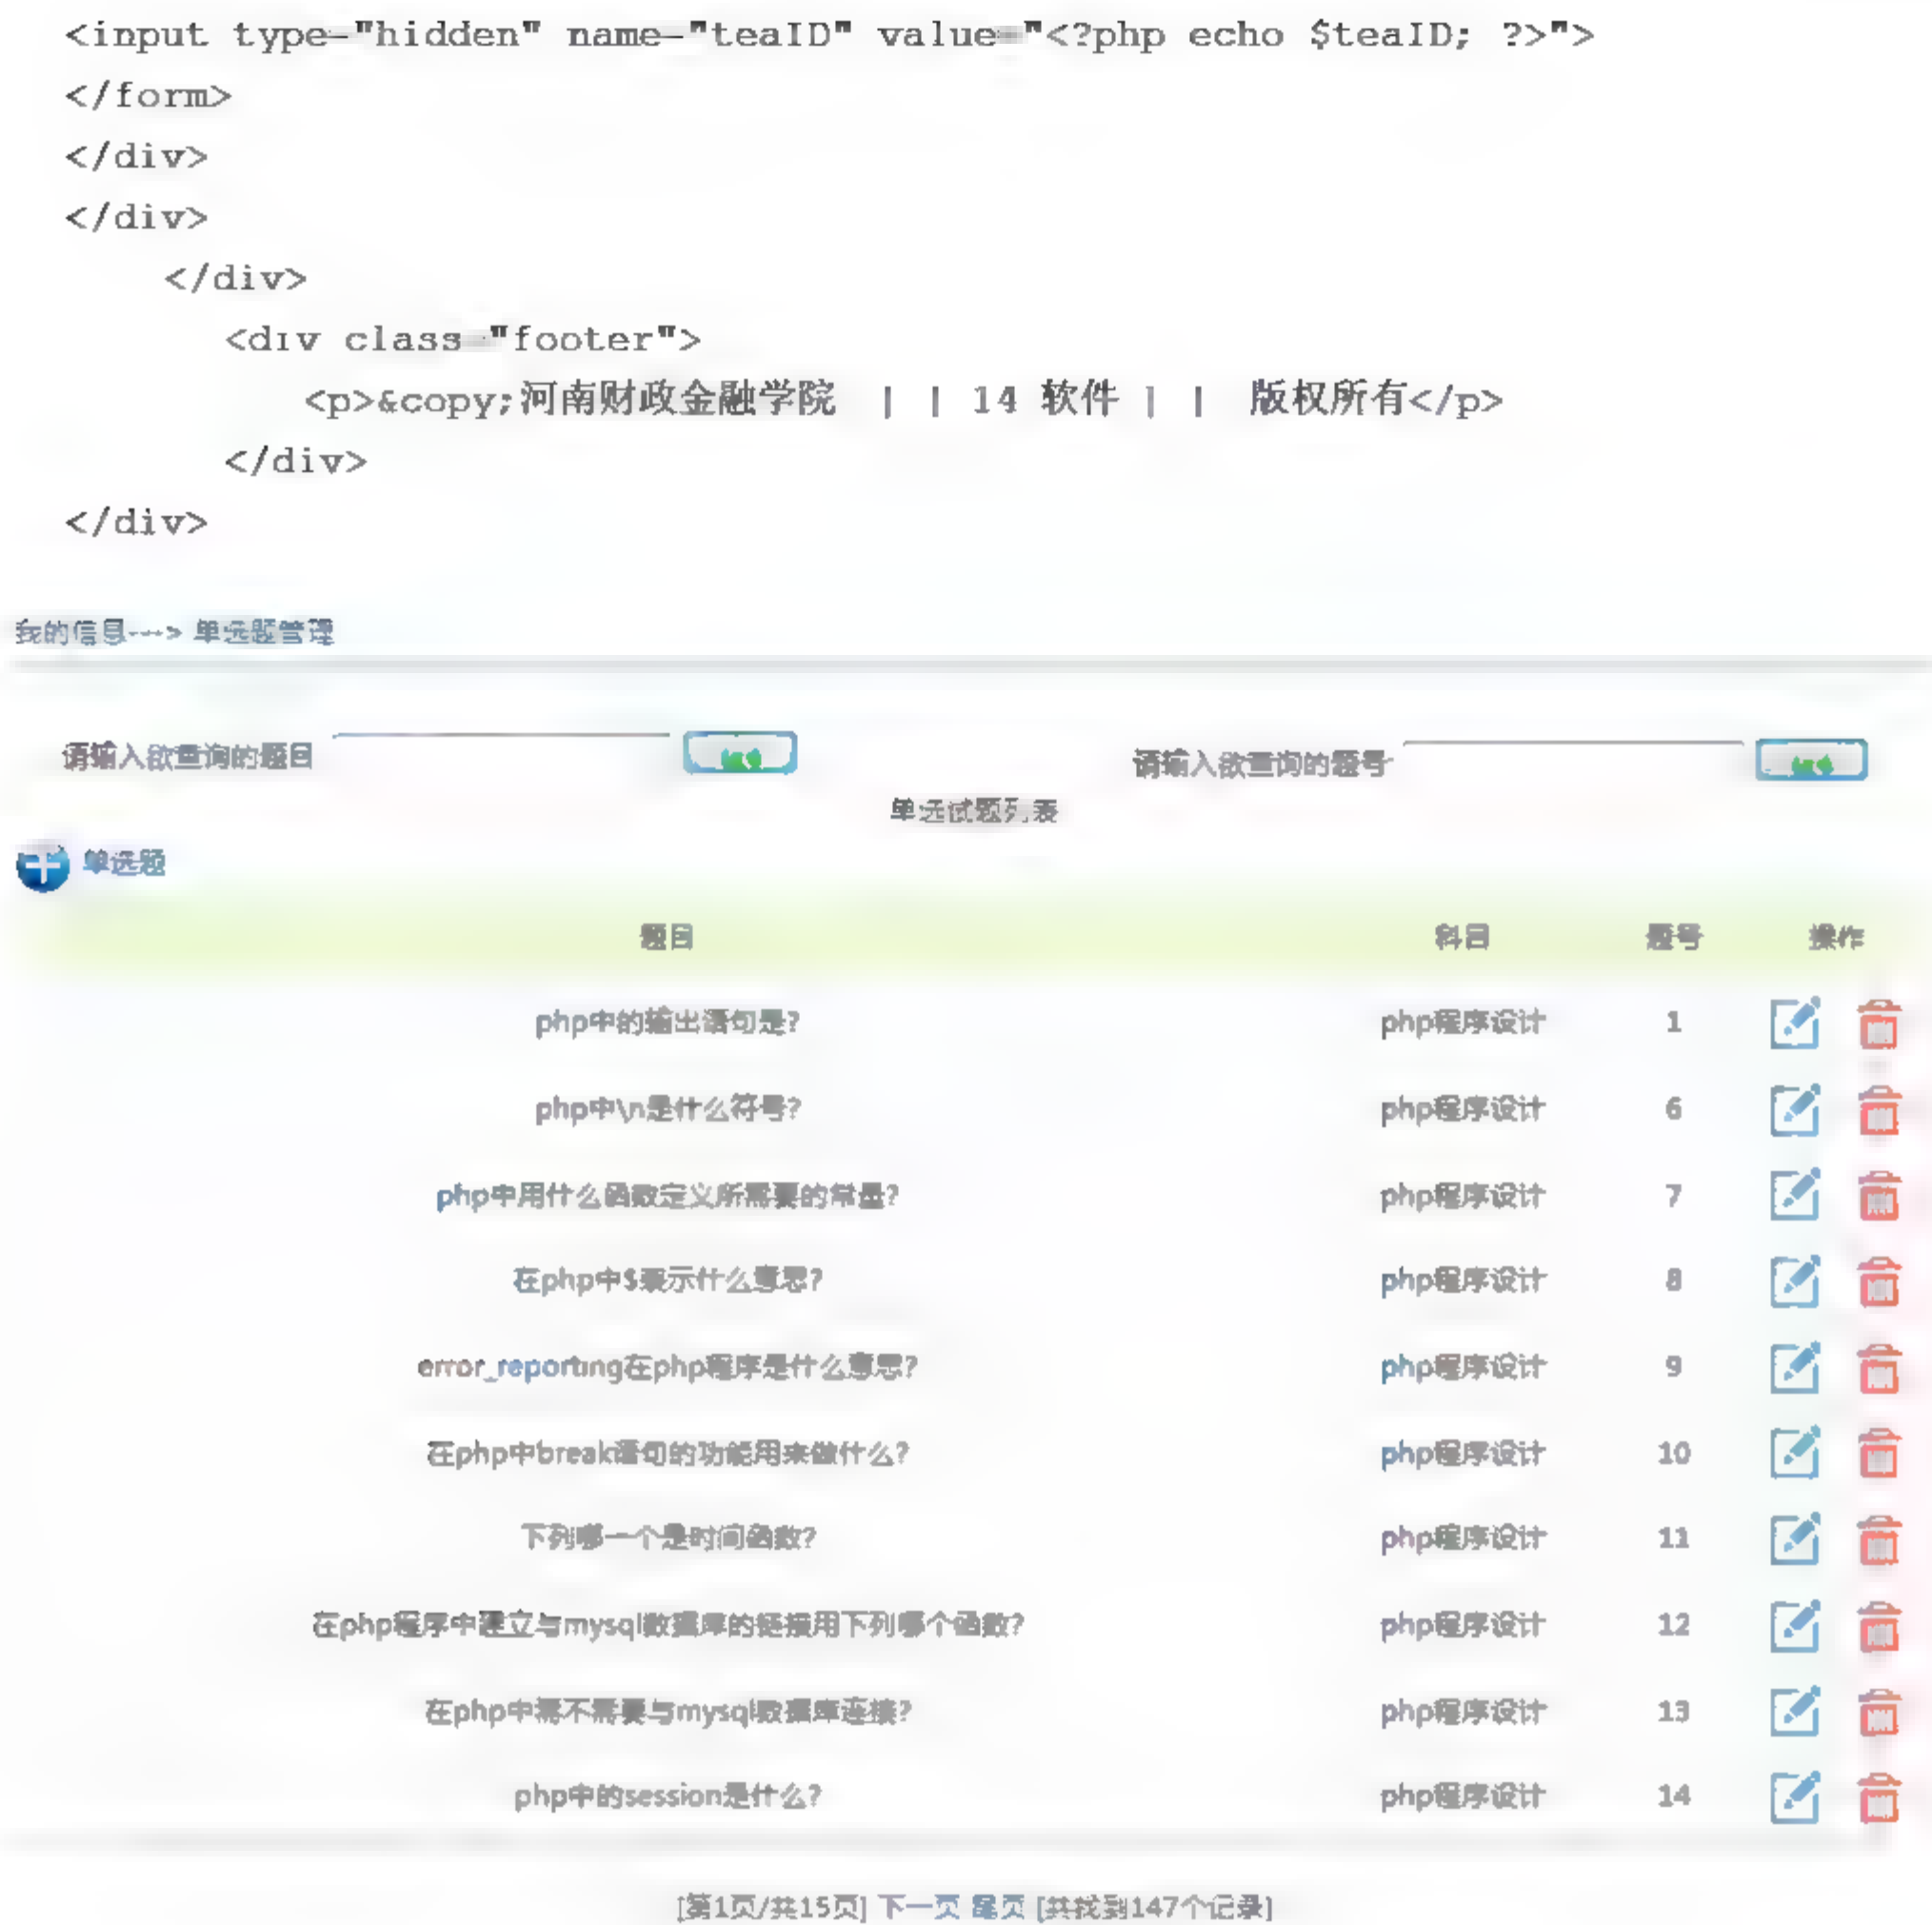 <input type="hidden" name="teaID" value="<?php echo $teaID; ?>">
</form>
</div>
</div>
</div>
<div class="footer">
<p>&copy;河南财政金融学院 | | 14 软件 | | 版权所有</p>
</div>
</div>
我的信息---> 单选题管理
请输入欲查询的题目
请输入欲查询的题号
单选试题列表
单选题
题目 科目 题号 操作
php中的输出语句是? php程序设计 1
php中\n是什么符号? php程序设计 6
php中用什么函数定义所需要的常量? php程序设计 7
在php中$表示什么意思? php程序设计 8
error_reporting在php程序是什么意思? php程序设计 9
在php中break语句的功能用来做什么? php程序设计 10
下列哪一个是时间函数? php程序设计 11
在php程序中建立与mysql数据库的链接用下列哪个函数? php程序设计 12
在php中需不需要与mysql数据库连接? php程序设计 13
php中的session是什么? php程序设计 14
[第1页/共15页] 下一页 尾页 [共找到147个记录]